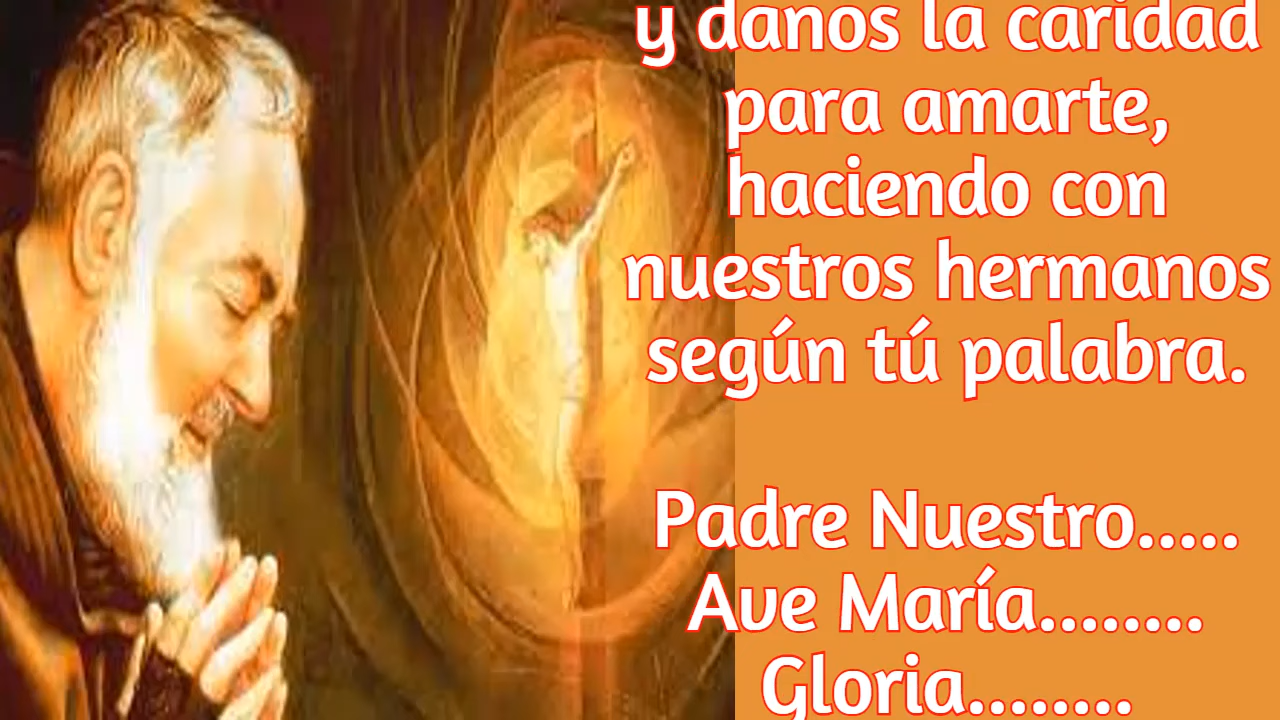 y danos la caridad
para amarte,
haciendo con
nuestros hermanos
según tú palabra.
Padre Nuestro.....
Ave María........
Gloria........